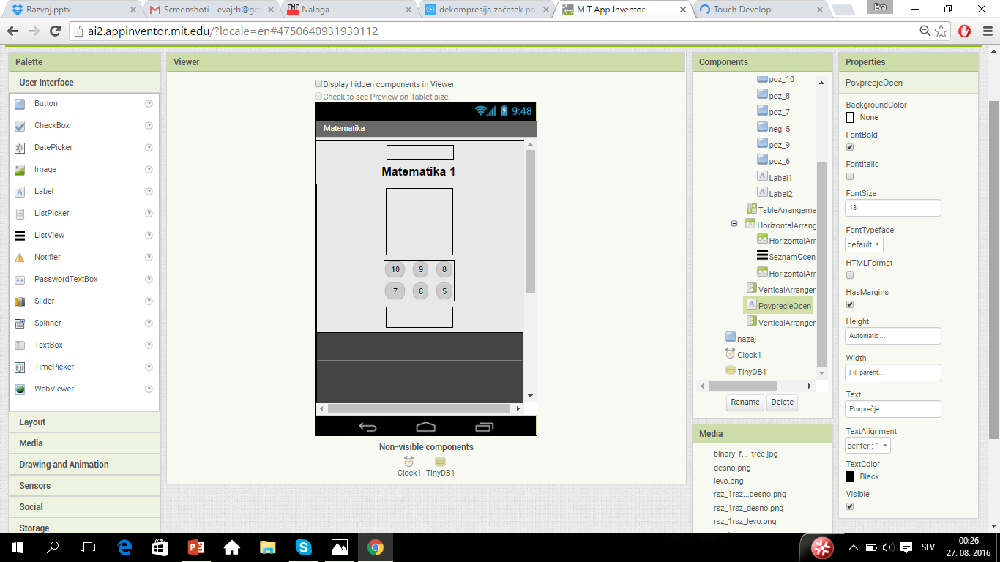 Razvoj.pptx
Screenshoti - evajrb@gm
FMF
Naloga
dekompresija začetek po
MIT App Inventor
Touch Develop
Eva
ai2.appinventor.mit.edu/?locale=en#4750640931930112
Palette
User Interface
Button
CheckBox
DatePicker
Image
Label
ListPicker
ListView
Notifier
PasswordTextBox
Slider
Spinner
TextBox
TimePicker
WebViewer
Layout
Media
Drawing and Animation
Sensors
Social
Storage
Viewer
Display hidden components in Viewer
Check to see Preview on Tablet size.
9:48
Matematika
Matematika 1
10 9 8
7 6 5
Non-visible components
Clock1 TinyDB1
Components
poz_10
poz_8
poz_7
neg_5
poz_9
poz_6
Label1
Label2
TableArrangeme
HorizontalArrang
HorizontalArr
SeznamOcen
HorizontalArr
VerticalArranger
PovprecjeOcen
VerticalArranger
nazaj
Clock1
TinyDB1
Rename Delete
Media
binary_f..._tree.jpg
desno.png
levo.png
rsz_1rsz...desno.png
rsz_1rsz_desno.png
rsz_1rsz_levo.png
Properties
PovprecjeOcen
BackgroundColor
None
FontBold
FontItalic
FontSize
18
FontTypeface
default
HTMLFormat
HasMargins
Height
Automatic...
Width
Fill parent...
Text
Povprečje:
TextAlignment
center : 1
TextColor
Black
Visible
SLV
00:26
27. 08. 2016